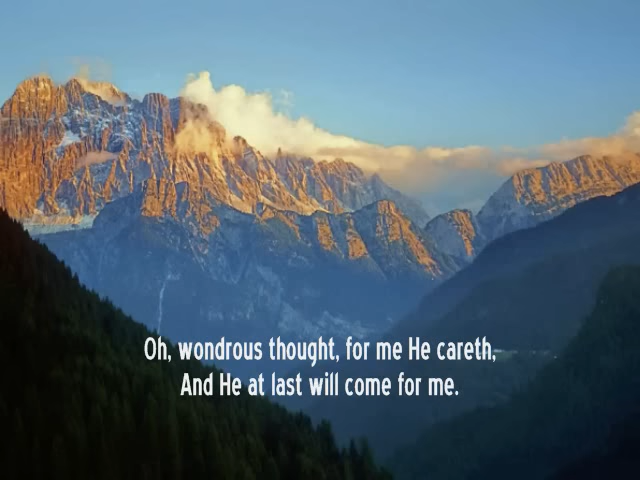 Oh, wondrous thought, for me He careth,
And He at last will come for me.